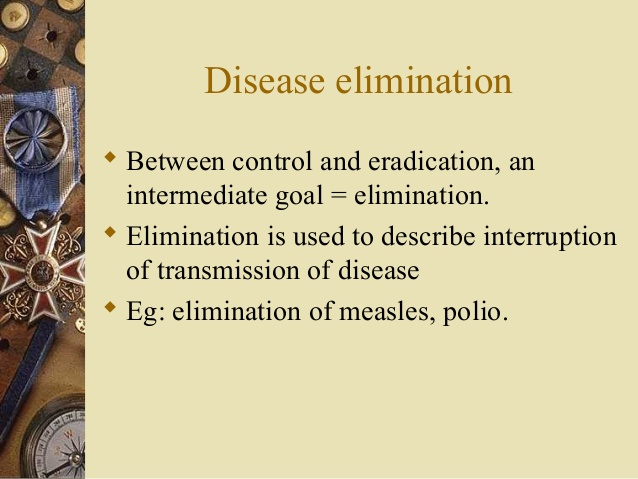 Disease elimination
Between control and eradication, an
intermediate goal = elimination.
Elimination is used to describe interruption
of transmission of disease
Eg: elimination of measles, polio.